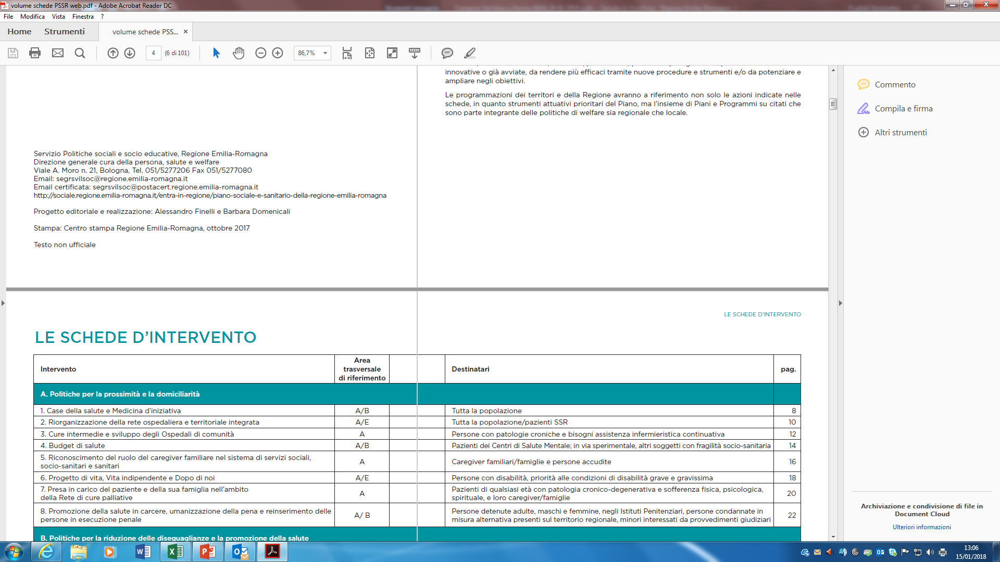 volume schede PSSR web.pdf - Adobe Acrobat Reader DC
File Modifica Vista Finestra ?
Home Strumenti volume schede PSS... ×
4 (6 di 101) 86,7%
innovative o già avviate, da rendere più efficaci tramite nuove procedure e strumenti e/o da potenziare e
ampliare negli obiettivi.
Le programmazioni dei territori e della Regione avranno a riferimento non solo le azioni indicate nelle
schede, in quanto strumenti attuativi prioritari del Piano, ma l'insieme di Piani e Programmi su citati che
sono parte integrante delle politiche di welfare sia regionale che locale.
Servizio Politiche sociali e socio educative, Regione Emilia-Romagna
Direzione generale cura della persona, salute e welfare
Viale A. Moro n. 21, Bologna, Tel. 051/5277206 Fax 051/5277080
Email: segrsvilsoc@regione.emilia-romagna.it
Email certificata: segrsvilsoc@postacert.regione.emilia-romagna.it
http://sociale.regione.emilia-romagna.it/entra-in-regione/piano-sociale-e-sanitario-della-regione-emilia-romagna
Progetto editoriale e realizzazione: Alessandro Finelli e Barbara Domenicali
Stampa: Centro stampa Regione Emilia-Romagna, ottobre 2017
Testo non ufficiale
LE SCHEDE D'INTERVENTO
LE SCHEDE D'INTERVENTO
Intervento
Area
trasversale
di riferimento
Destinatari
pag.
A. Politiche per la prossimità e la domiciliarità
1. Case della salute e Medicina d'iniziativa A/B Tutta la popolazione 8
2. Riorganizzazione della rete ospedaliera e territoriale integrata A/E Tutta la popolazione/pazienti SSR 10
3. Cure intermedie e sviluppo degli Ospedali di comunità A Persone con patologie croniche e bisogni assistenza infermieristica continuativa 12
4. Budget di salute A/B Pazienti dei Centri di Salute Mentale; in via sperimentale, altri soggetti con fragilità socio-sanitaria 14
5. Riconoscimento del ruolo del caregiver familiare nel sistema di servizi sociali,
socio-sanitari e sanitari
A Caregiver familiari/famiglie e persone accudite 16
6. Progetto di vita, Vita indipendente e Dopo di noi A/E Persone con disabilità, priorità alle condizioni di disabilità grave e gravissima 18
7. Presa in carico del paziente e della sua famiglia nell'ambito
della Rete di cure palliative
A
Pazienti di qualsiasi età con patologia cronico-degenerativa e sofferenza fisica, psicologica,
spirituale, e loro caregiver/famiglie
20
8. Promozione della salute in carcere, umanizzazione della pena e reinserimento delle
persone in esecuzione penale
A/ B
Persone detenute adulte, maschi e femmine, negli Istituti Penitenziari, persone condannate in
misura alternativa presenti sul territorio regionale, minori interessati da provvedimenti giudiziari
22
B. Politiche per la riduzione delle diseguaglianze e la promozione della salute
Commento
Compila e firma
Altri strumenti
Archiviazione e condivisione di file in
Document Cloud
Ulteriori informazioni
13:06
15/01/2018